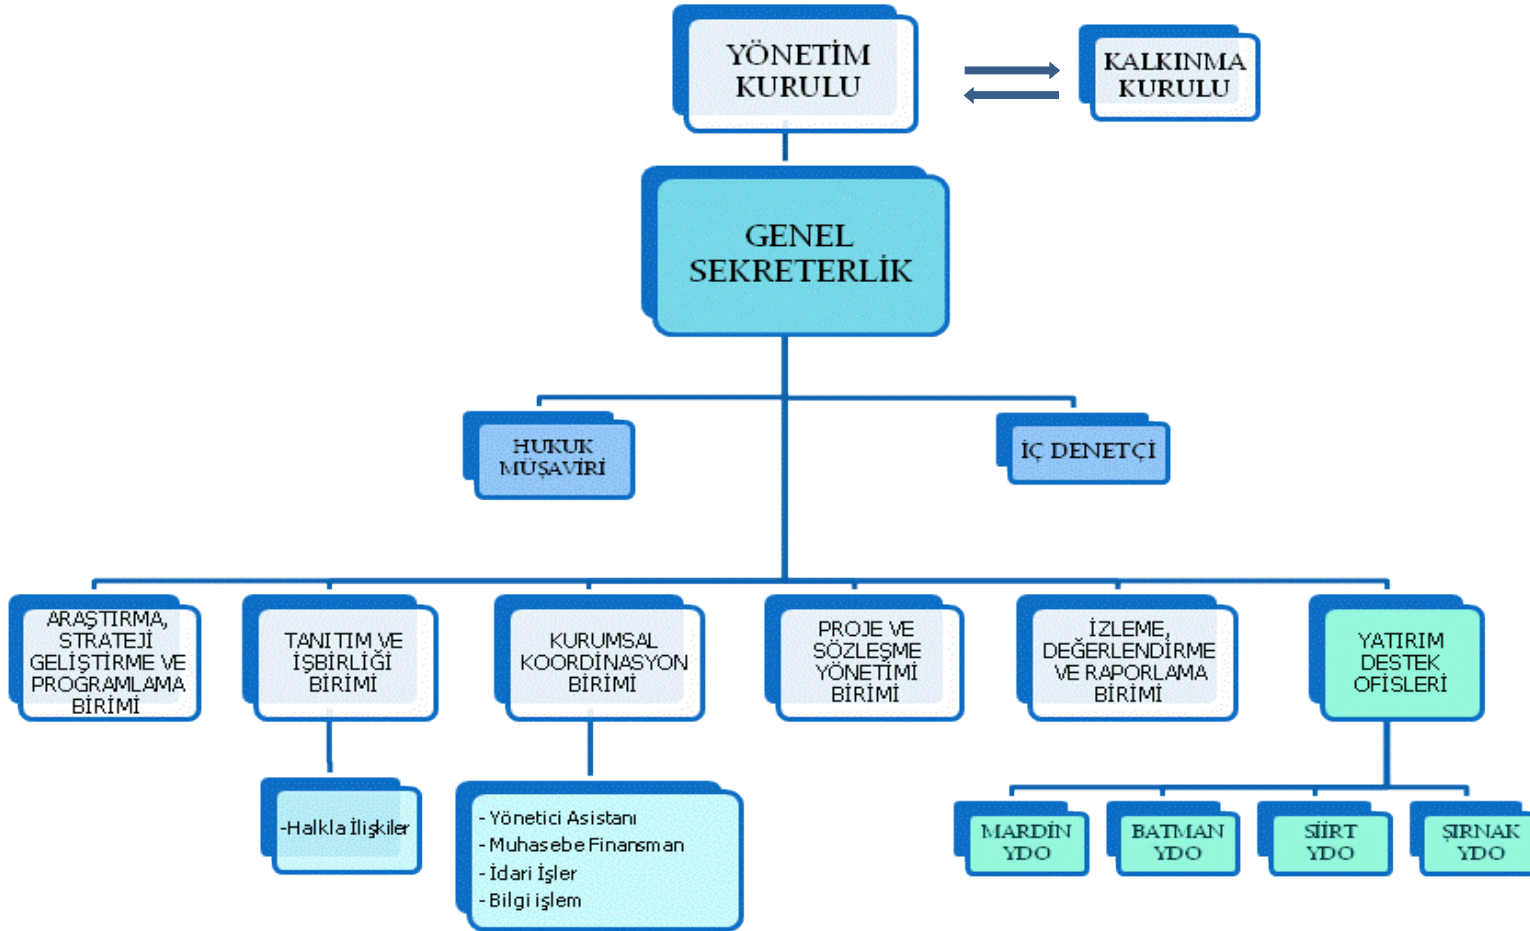 YÖNETİM
KURULU
KALKINMA
KURULU
GENEL
SEKRETERLİK
HUKUK
MÜŞAVİRİ
İÇ DENETÇİ
ARAŞTIRMA,
STRATEJİ
GELİŞTİRME VE
PROGRAMLAMA
BİRİMİ
TANITIM VE
İŞBİRLİĞİ
BİRİMİ
KURUMSAL
KOORDİNASYON
BİRİMİ
PROJE VE
SÖZLEŞME
YÖNETİMİ
BİRİMİ
İZLEME,
DEĞERLENDİRME
VE RAPORLAMA
BİRİMİ
YATIRIM
DESTEK
OFİSLERİ
-Halkla İlişkiler
- Yönetici Asistanı
- Muhasebe Finansman
- İdari İşler
- Bilgi işlem
MARDİN
YDO
BATMAN
YDO
SİİRT
YDO
ŞIRNAK
YDO